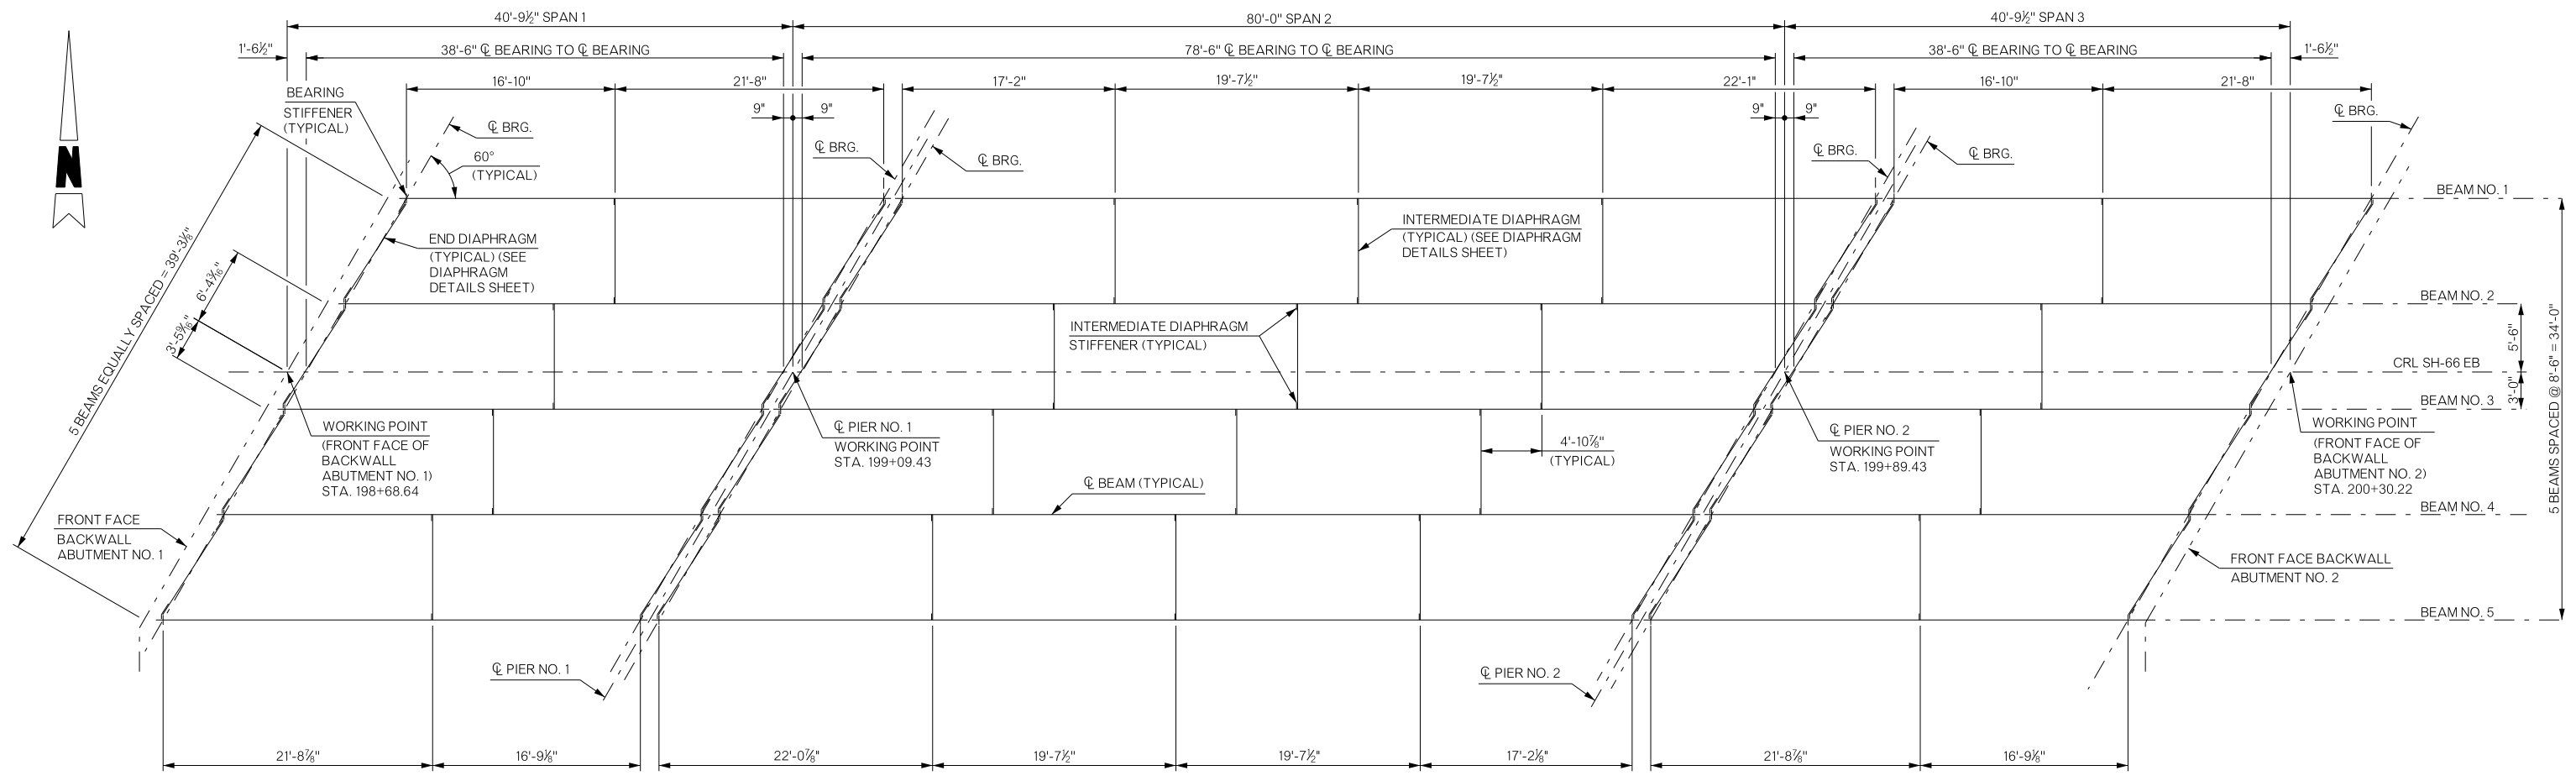 40'-9½" SPAN 1
80'-0" SPAN 2
40'-9½" SPAN 3
1'-6½"
38'-6" ℄ BEARING TO ℄ BEARING
78'-6" ℄ BEARING TO ℄ BEARING
38'-6" ℄ BEARING TO ℄ BEARING
1'-6½"
16'-10"
21'-8"
17'-2"
19'-7½"
19'-7½"
22'-1"
16'-10"
21'-8"
BEARING
STIFFENER
(TYPICAL)
9"
9"
9"
9"
℄ BRG.
60°
(TYPICAL)
℄ BRG.
℄ BRG.
℄ BRG.
℄ BRG.
℄ BRG.
N
BEAM NO. 1
END DIAPHRAGM
(TYPICAL) (SEE
DIAPHRAGM
DETAILS SHEET)
INTERMEDIATE DIAPHRAGM
(TYPICAL) (SEE DIAPHRAGM
DETAILS SHEET)
5 BEAMS EQUALLY SPACED = 39'-3⅛"
6'-4³⁄₁₆"
3'-5⁹⁄₁₆"
BEAM NO. 2
INTERMEDIATE DIAPHRAGM
STIFFENER (TYPICAL)
5'-6"
CRL SH-66 EB
3'-0"
BEAM NO. 3
5 BEAMS SPACED @ 8'-6" = 34'-0"
WORKING POINT
(FRONT FACE OF
BACKWALL
ABUTMENT NO. 1)
STA. 198+68.64
℄ PIER NO. 1
WORKING POINT
STA. 199+09.43
4'-10⅞"
(TYPICAL)
℄ PIER NO. 2
WORKING POINT
STA. 199+89.43
WORKING POINT
(FRONT FACE OF
BACKWALL
ABUTMENT NO. 2)
STA. 200+30.22
℄ BEAM (TYPICAL)
BEAM NO. 4
FRONT FACE
BACKWALL
ABUTMENT NO. 1
FRONT FACE BACKWALL
ABUTMENT NO. 2
BEAM NO. 5
℄ PIER NO. 1
℄ PIER NO. 2
21'-8⅞"
16'-9⅛"
22'-0⅞"
19'-7½"
19'-7½"
17'-2⅛"
21'-8⅞"
16'-9⅛"